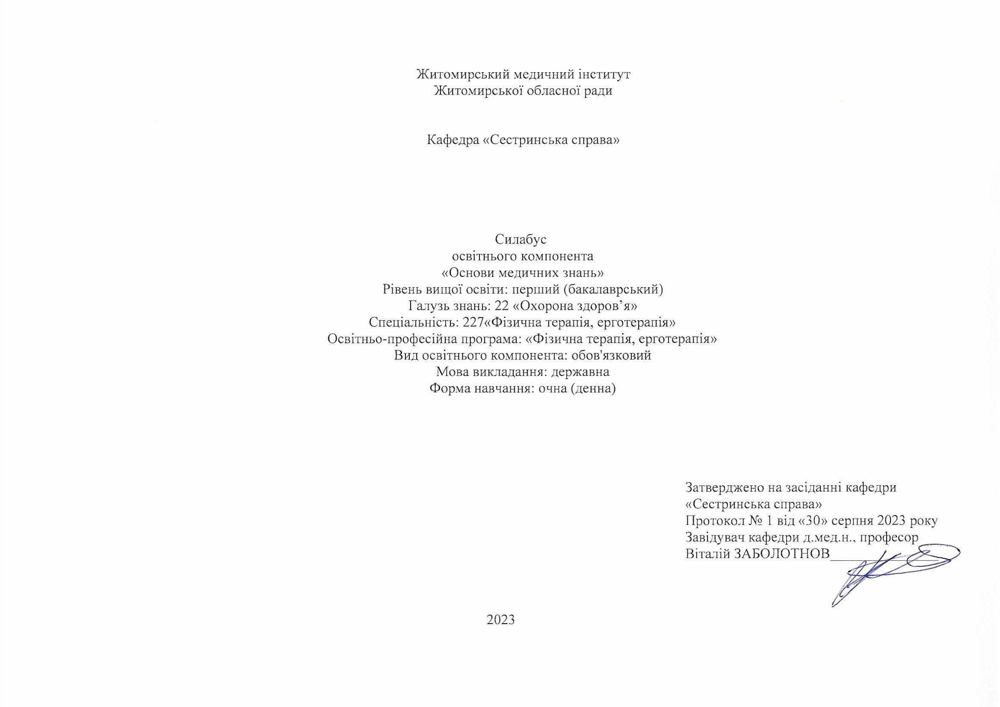 Житомирський медичний інститут
Житомирської обласної ради
Кафедра «Сестринська справа»
Силабус
освітнього компонента
«Основи медичних знань»
Рівень вищої освіти: перший (бакалаврський)
Галузь знань: 22 «Охорона здоров’я»
Спеціальність: 227«Фізична терапія, ерготерапія»
Освітньо-професійна програма: «Фізична терапія, ерготерапія»
Вид освітнього компонента: обов'язковий
Мова викладання: державна
Форма навчання: очна (денна)
Затверджено на засіданні кафедри
«Сестринська справа»
Протокол № 1 від «30» серпня 2023 року
Завідувач кафедри д.мед.н., професор
Віталій ЗАБОЛОТНОВ
2023